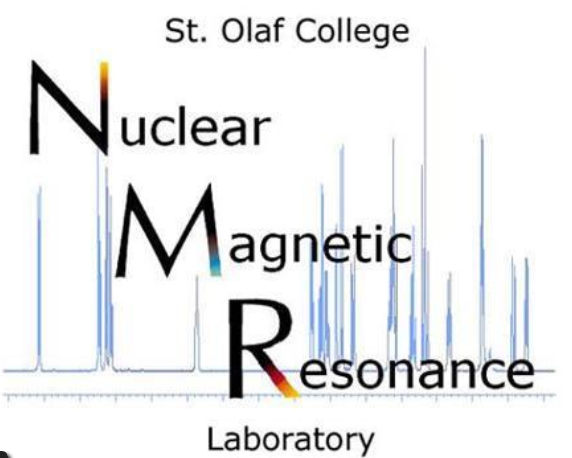 St. Olaf College
Nuclear
Magnetic
Resonance
Laboratory